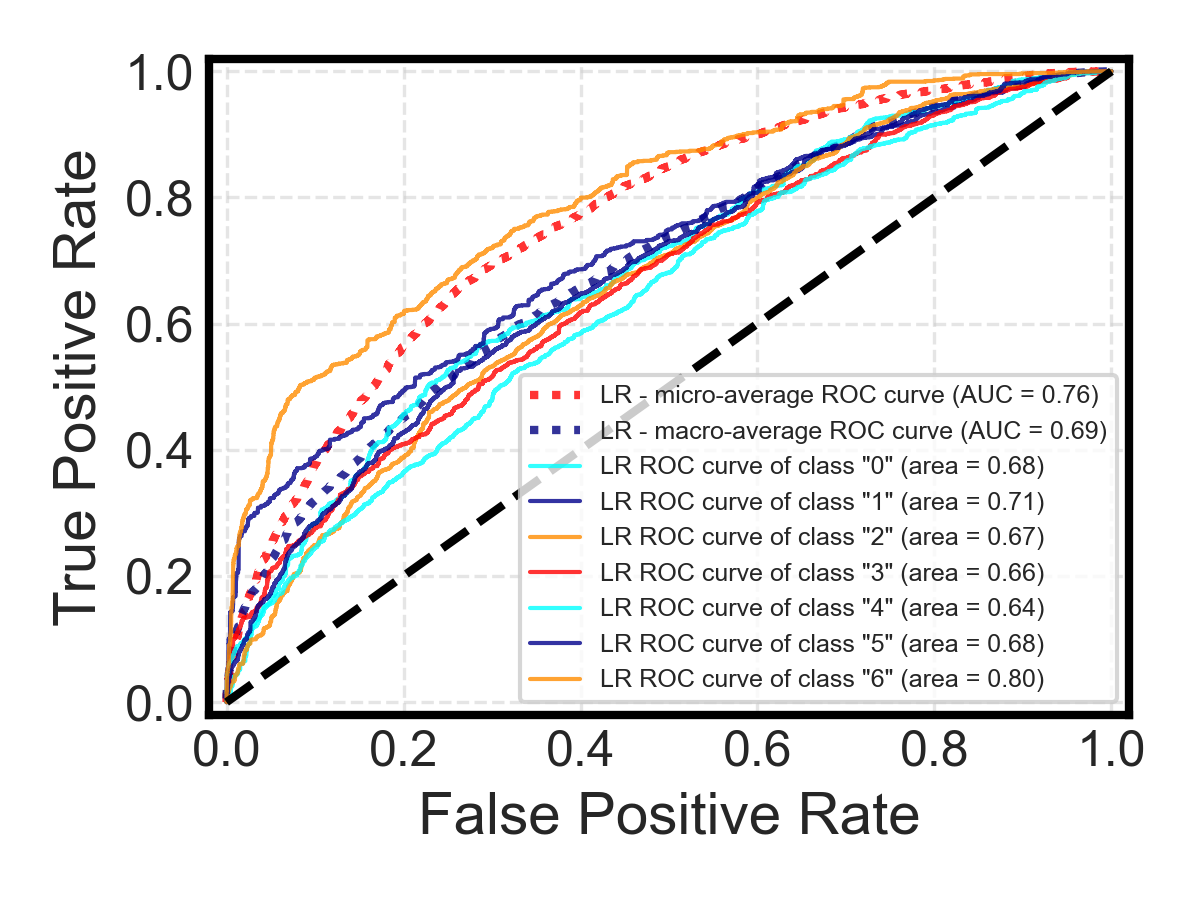 1.0
0.8
0.6
0.4
0.2
0.0
True Positive Rate
LR - micro-average ROC curve (AUC = 0.76)
LR - macro-average ROC curve (AUC = 0.69)
LR ROC curve of class "0" (area = 0.68)
LR ROC curve of class "1" (area = 0.71)
LR ROC curve of class "2" (area = 0.67)
LR ROC curve of class "3" (area = 0.66)
LR ROC curve of class "4" (area = 0.64)
LR ROC curve of class "5" (area = 0.68)
LR ROC curve of class "6" (area = 0.80)
0.0 0.2 0.4 0.6 0.8 1.0
False Positive Rate